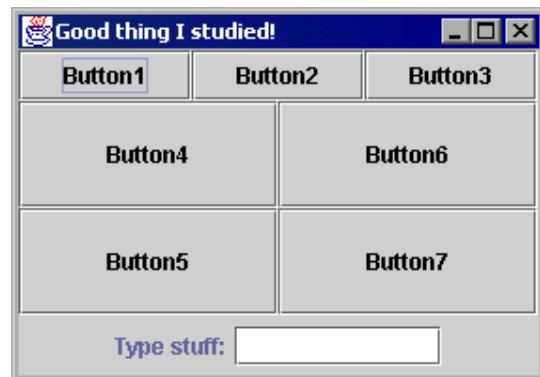 Good thing I studied!
Button1 Button2 Button3
Button4 Button6
Button5 Button7
Type stuff: